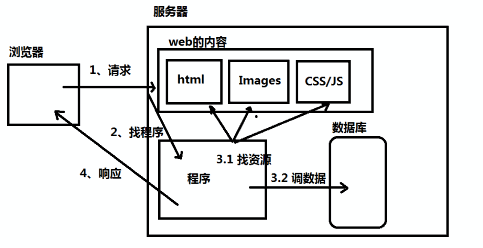 服务器
浏览器
web的内容
html
Images
CSS/JS
1、请求
2、找程序
3.1 找资源
数据库
4、响应
程序
3.2 调数据